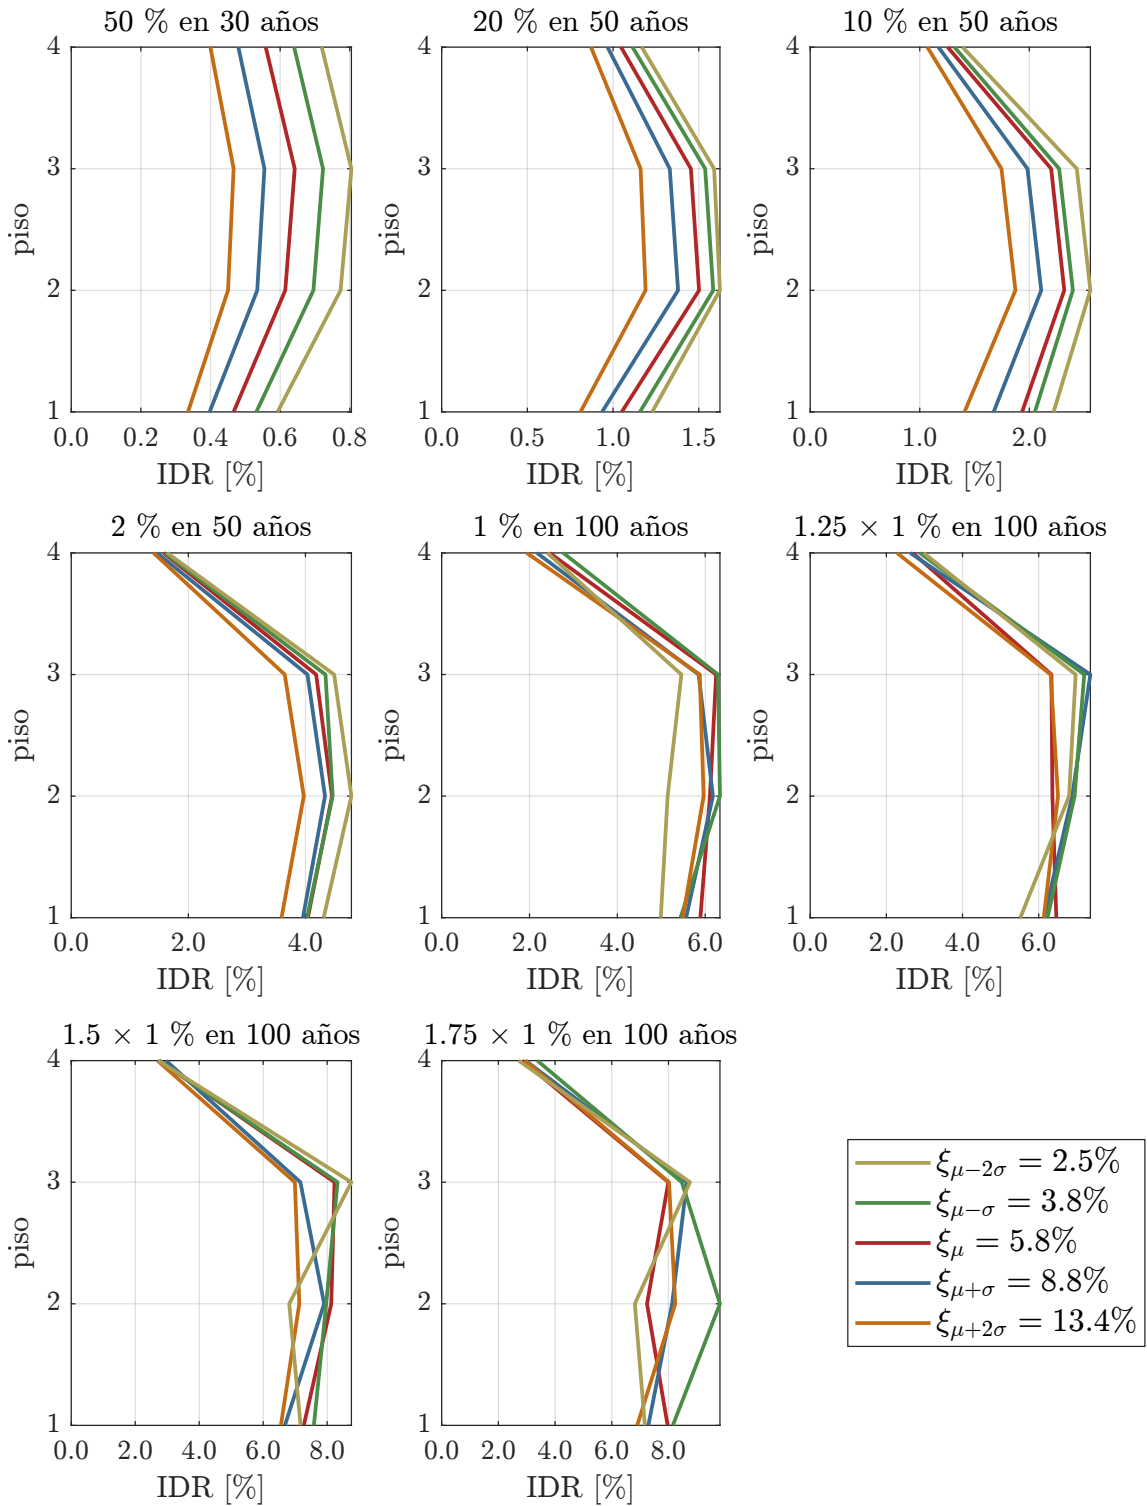 50 % en 30 años
20 % en 50 años
10 % en 50 años
4
3
2
1
piso
0.0 0.2 0.4 0.6 0.8
IDR [%]
4
3
2
1
piso
0.0 0.5 1.0 1.5
IDR [%]
4
3
2
1
piso
0.0 1.0 2.0
IDR [%]
2 % en 50 años
1 % en 100 años
1.25 × 1 % en 100 años
4
3
2
1
piso
0.0 2.0 4.0
IDR [%]
4
3
2
1
piso
0.0 2.0 4.0 6.0
IDR [%]
4
3
2
1
piso
0.0 2.0 4.0 6.0
IDR [%]
1.5 × 1 % en 100 años
1.75 × 1 % en 100 años
4
3
2
1
piso
0.0 2.0 4.0 6.0 8.0
IDR [%]
4
3
2
1
piso
0.0 2.0 4.0 6.0 8.0
IDR [%]
ξμ−2σ = 2.5%
ξμ−σ = 3.8%
ξμ = 5.8%
ξμ+σ = 8.8%
ξμ+2σ = 13.4%